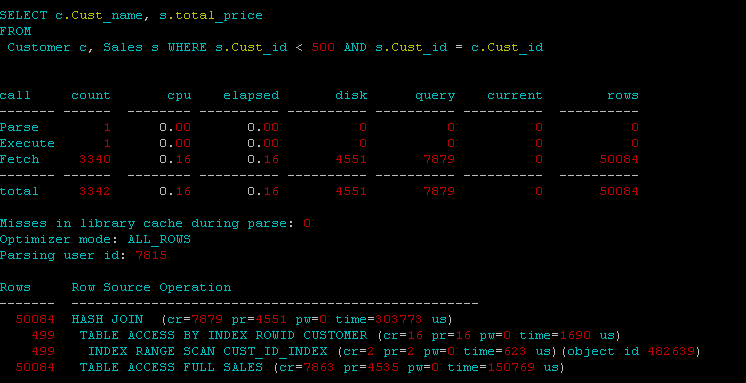 SELECT c.Cust_name, s.total_price
FROM
 Customer c, Sales s WHERE s.Cust_id < 500 AND s.Cust_id = c.Cust_id
call     count       cpu    elapsed       disk      query    current        rows
------- ------  -------- ---------- ---------- ---------- ----------  ----------
Parse        1      0.00       0.00          0          0          0           0
Execute      1      0.00       0.00          0          0          0           0
Fetch     3340      0.16       0.16       4551       7879          0       50084
------- ------  -------- ---------- ---------- ---------- ----------  ----------
total     3342      0.16       0.16       4551       7879          0       50084
Misses in library cache during parse: 0
Optimizer mode: ALL_ROWS
Parsing user id: 7815
Rows     Row Source Operation
-------  ---------------------------------------------------
  50084  HASH JOIN  (cr=7879 pr=4551 pw=0 time=303773 us)
    499   TABLE ACCESS BY INDEX ROWID CUSTOMER (cr=16 pr=16 pw=0 time=1690 us)
    499    INDEX RANGE SCAN CUST_ID_INDEX (cr=2 pr=2 pw=0 time=623 us)(object id 482639)
  50084   TABLE ACCESS FULL SALES (cr=7863 pr=4535 pw=0 time=150769 us)